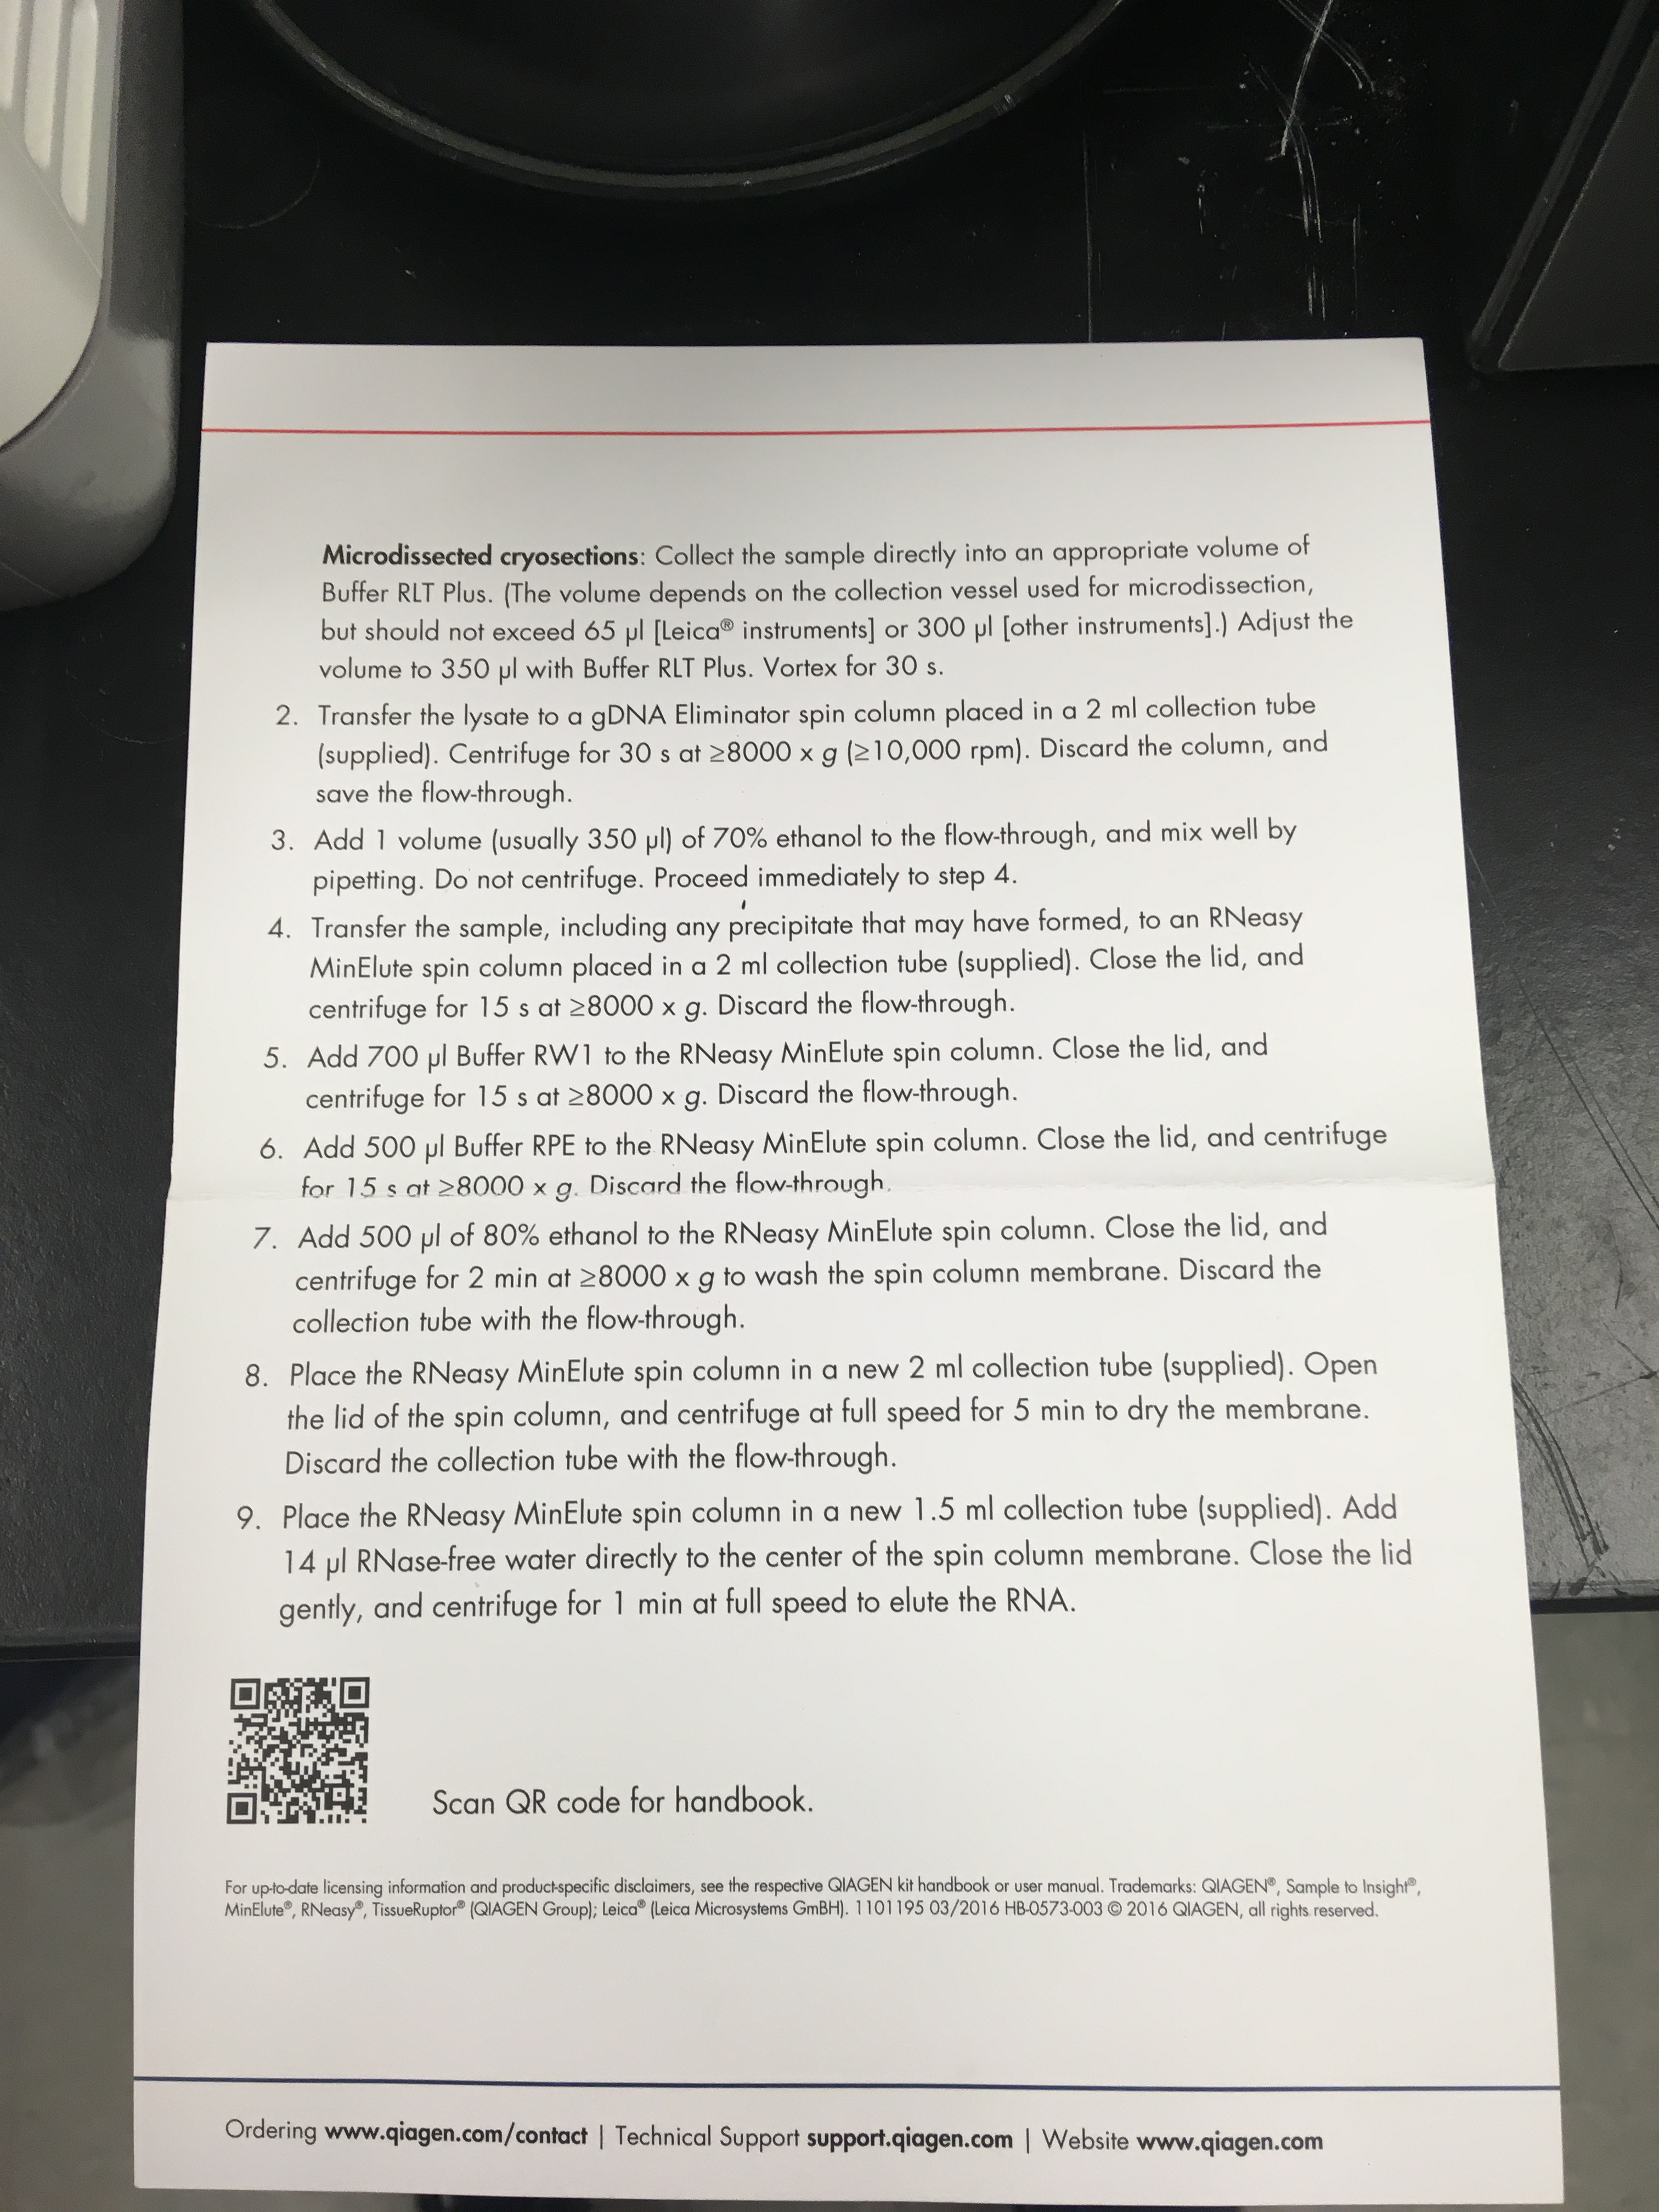 Microdissected cryosections: Collect the sample directly into an appropriate volume of
Buffer RLT Plus. (The volume depends on the collection vessel used for microdissection,
but should not exceed 65 µl [Leica® instruments] or 300 µl [other instruments].) Adjust the
volume to 350 µl with Buffer RLT Plus. Vortex for 30 s.
2. Transfer the lysate to a gDNA Eliminator spin column placed in a 2 ml collection tube
(supplied). Centrifuge for 30 s at ≥8000 x g (≥10,000 rpm). Discard the column, and
save the flow-through.
3. Add 1 volume (usually 350 µl) of 70% ethanol to the flow-through, and mix well by
pipetting. Do not centrifuge. Proceed immediately to step 4.
4. Transfer the sample, including any precipitate that may have formed, to an RNeasy
MinElute spin column placed in a 2 ml collection tube (supplied). Close the lid, and
centrifuge for 15 s at ≥8000 x g. Discard the flow-through.
5. Add 700 µl Buffer RW1 to the RNeasy MinElute spin column. Close the lid, and
centrifuge for 15 s at ≥8000 x g. Discard the flow-through.
6. Add 500 µl Buffer RPE to the RNeasy MinElute spin column. Close the lid, and centrifuge
for 15 s at ≥8000 x g. Discard the flow-through.
7. Add 500 µl of 80% ethanol to the RNeasy MinElute spin column. Close the lid, and
centrifuge for 2 min at ≥8000 x g to wash the spin column membrane. Discard the
collection tube with the flow-through.
8. Place the RNeasy MinElute spin column in a new 2 ml collection tube (supplied). Open
the lid of the spin column, and centrifuge at full speed for 5 min to dry the membrane.
Discard the collection tube with the flow-through.
9. Place the RNeasy MinElute spin column in a new 1.5 ml collection tube (supplied). Add
14 µl RNase-free water directly to the center of the spin column membrane. Close the lid
gently, and centrifuge for 1 min at full speed to elute the RNA.
Scan QR code for handbook.
For up-to-date licensing information and product-specific disclaimers, see the respective QIAGEN kit handbook or user manual. Trademarks: QIAGEN®, Sample to Insight®,
MinElute®, RNeasy®, TissueRuptor® (QIAGEN Group); Leica® (Leica Microsystems GmBH). 1101195 03/2016 HB-0573-003 © 2016 QIAGEN, all rights reserved.
Ordering www.qiagen.com/contact | Technical Support support.qiagen.com | Website www.qiagen.com